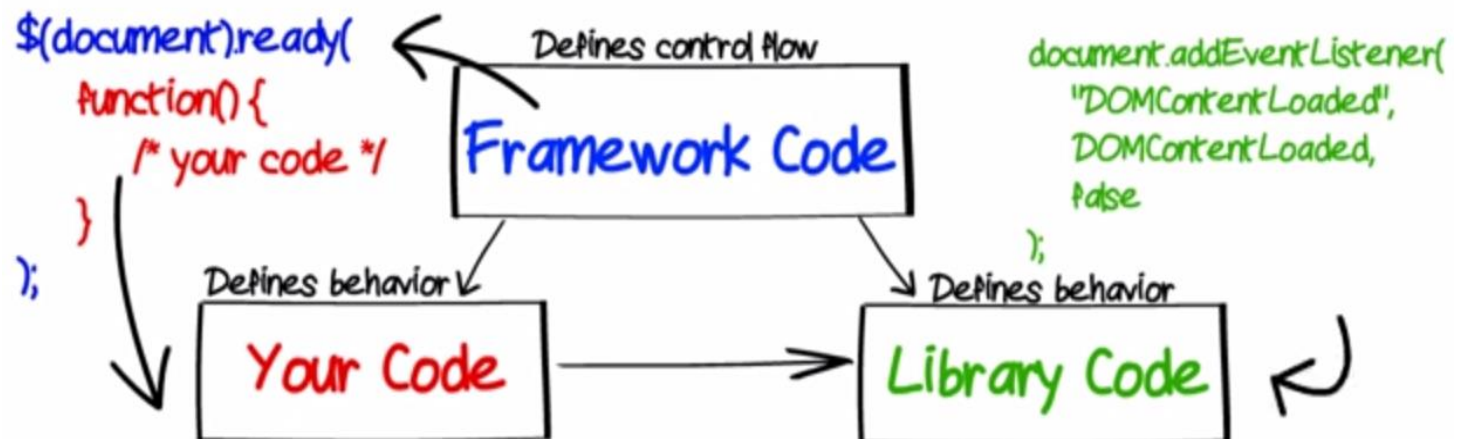 $(document).ready(
function() {
/* your code */
}
);
Defines control flow
Framework Code
document.addEventListener(
"DOMContentLoaded",
DOMContentLoaded,
false
);
Defines behavior
Your Code
Defines behavior
Library Code